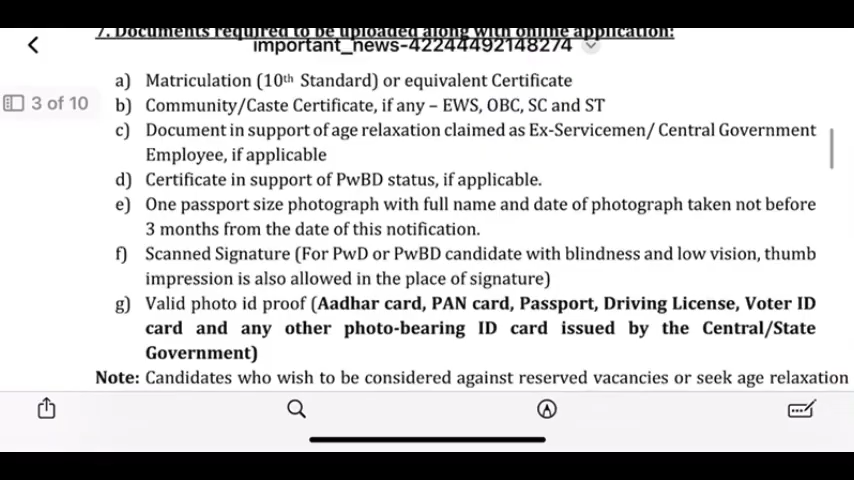 7. Documents required to be uploaded along with online application:
important_news-42244492148274
3 of 10
a) Matriculation (10th Standard) or equivalent Certificate
b) Community/Caste Certificate, if any – EWS, OBC, SC and ST
c) Document in support of age relaxation claimed as Ex-Servicemen/ Central Government
Employee, if applicable
d) Certificate in support of PwBD status, if applicable.
e) One passport size photograph with full name and date of photograph taken not before
3 months from the date of this notification.
f) Scanned Signature (For PwD or PwBD candidate with blindness and low vision, thumb
impression is also allowed in the place of signature)
g) Valid photo id proof (Aadhar card, PAN card, Passport, Driving License, Voter ID
card and any other photo-bearing ID card issued by the Central/State
Government)
Note: Candidates who wish to be considered against reserved vacancies or seek age relaxation